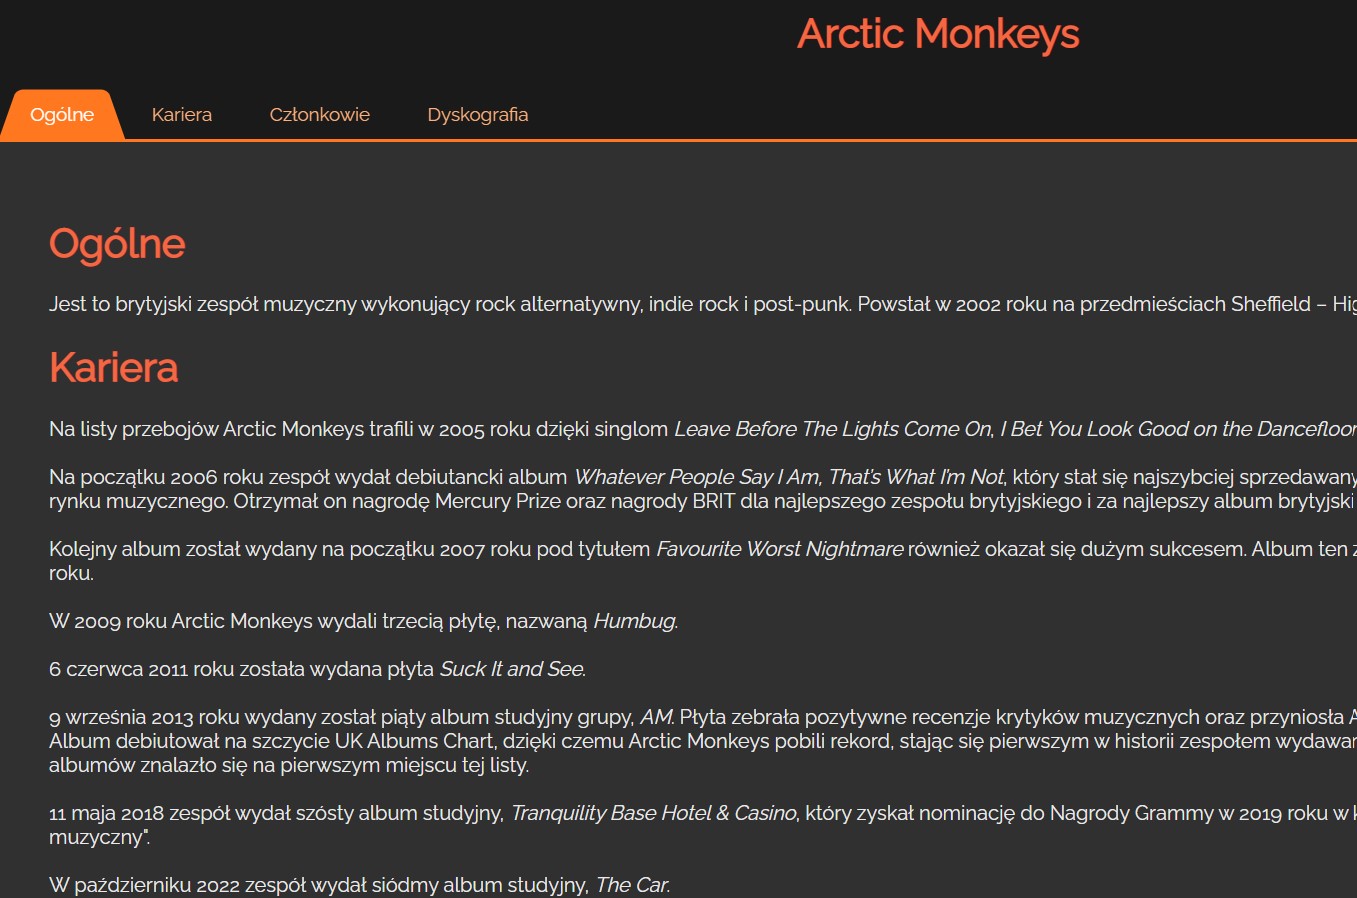 Arctic Monkeys
Ogólne Kariera Członkowie Dyskografia
Ogólne
Jest to brytyjski zespół muzyczny wykonujący rock alternatywny, indie rock i post-punk. Powstał w 2002 roku na przedmieściach Sheffield –
Kariera
Na listy przebojów Arctic Monkeys trafili w 2005 roku dzięki singlom Leave Before The Lights Come On, I Bet You Look Good on the Dancefloor
Na początku 2006 roku zespół wydał debiutancki album Whatever People Say I Am, That's What I'm Not, który stał się najszybciej sprzedawany
rynku muzycznego. Otrzymał on nagrodę Mercury Prize oraz nagrody BRIT dla najlepszego zespołu brytyjskiego i za najlepszy album brytyjski
Kolejny album został wydany na początku 2007 roku pod tytułem Favourite Worst Nightmare również okazał się dużym sukcesem. Album ten
roku.
W 2009 roku Arctic Monkeys wydali trzecią płytę, nazwaną Humbug.
6 czerwca 2011 roku została wydana płyta Suck It and See.
9 września 2013 roku wydany został piąty album studyjny grupy, AM. Płyta zebrała pozytywne recenzje krytyków muzycznych oraz przyniosła
Album debiutował na szczycie UK Albums Chart, dzięki czemu Arctic Monkeys pobili rekord, stając się pierwszym w historii zespołem
albumów znalazło się na pierwszym miejscu tej listy.
11 maja 2018 zespół wydał szósty album studyjny, Tranquility Base Hotel & Casino, który zyskał nominację do Nagrody Grammy w 2019 roku w
muzyczny".
W październiku 2022 zespół wydał siódmy album studyjny, The Car.